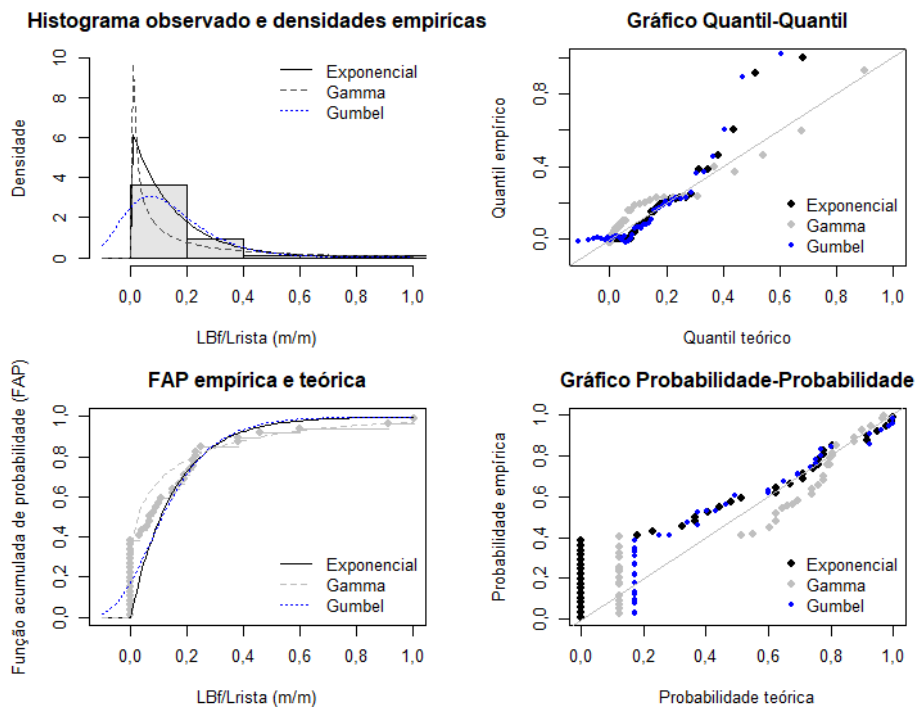 Histograma observado e densidades empirícas
Densidade
0 2 4 6 8 10
Exponencial
Gamma
Gumbel
0,0 0,2 0,4 0,6 0,8 1,0
LBf/Lrista (m/m)
Gráfico Quantil-Quantil
Quantil empírico
0,0 0,4 0,8
Exponencial
Gamma
Gumbel
0,0 0,2 0,4 0,6 0,8 1,0
Quantil teórico
FAP empírica e teórica
Função acumulada de probabilidade (FAP)
0,0 0,2 0,4 0,6 0,8 1,0
Exponencial
Gamma
Gumbel
0,0 0,2 0,4 0,6 0,8 1,0
LBf/Lrista (m/m)
Gráfico Probabilidade-Probabilidade
Probabilidade empírica
0,0 0,2 0,4 0,6 0,8 1,0
Exponencial
Gamma
Gumbel
0,0 0,2 0,4 0,6 0,8 1,0
Probabilidade teórica